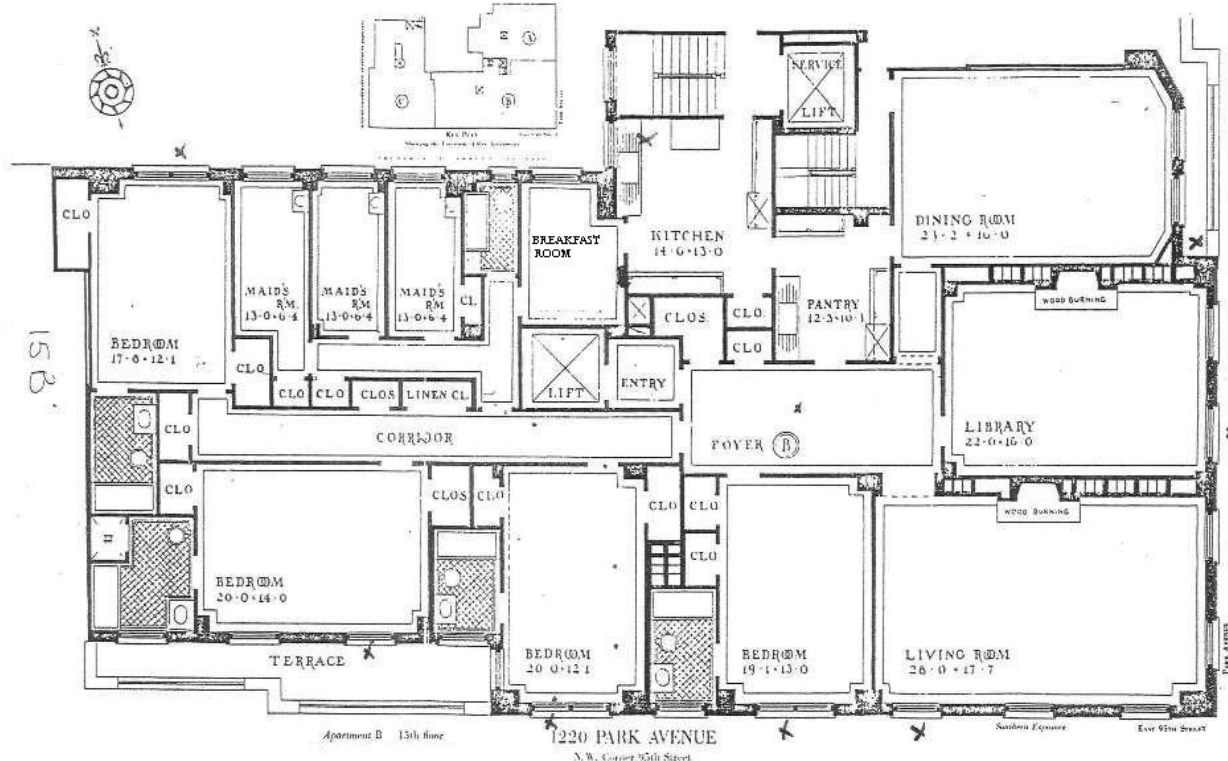 A
C
B
KEY PLAN
SERVICE
LIFT
CLO
BEDROOM
17-6×12-1
MAID'S
RM.
13-0×6-4
MAID'S
RM.
13-0×6-4
MAID'S
RM
13-0×6-4
CL
BREAKFAST
ROOM
KITCHEN
14-6×13-0
DINING ROOM
23-2×16-0
PANTRY
12-3×10-1
WOOD BURNING
CLOS.
CLO.
CLO
CLO
CLO
CLO
CLOS
LINEN CL.
LIFT
ENTRY
15B
CLO
CORRIDOR
FOYER B
LIBRARY
22-0×16-0
CLO
CLOS
CLO
CLO
CLO
CLO
WOOD BURNING
BEDROOM
20-0×14-0
BEDROOM
20-0×12-1
BEDROOM
19-1×13-0
LIVING ROOM
28-0×17-7
TERRACE
Apartment B 15th floor
1220 PARK AVENUE
N.W. Corner 95th Street
Southern Exposure
EAST 95TH STREET